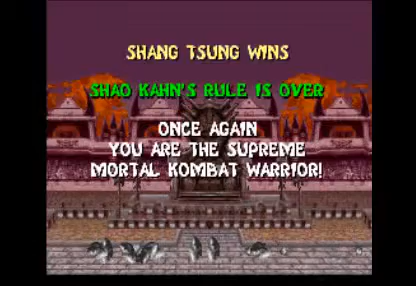 SHANG TSUNG WINS
SHAO KAHN'S RULE IS OVER
ONCE AGAIN
YOU ARE THE SUPREME
MORTAL KOMBAT WARRIOR!